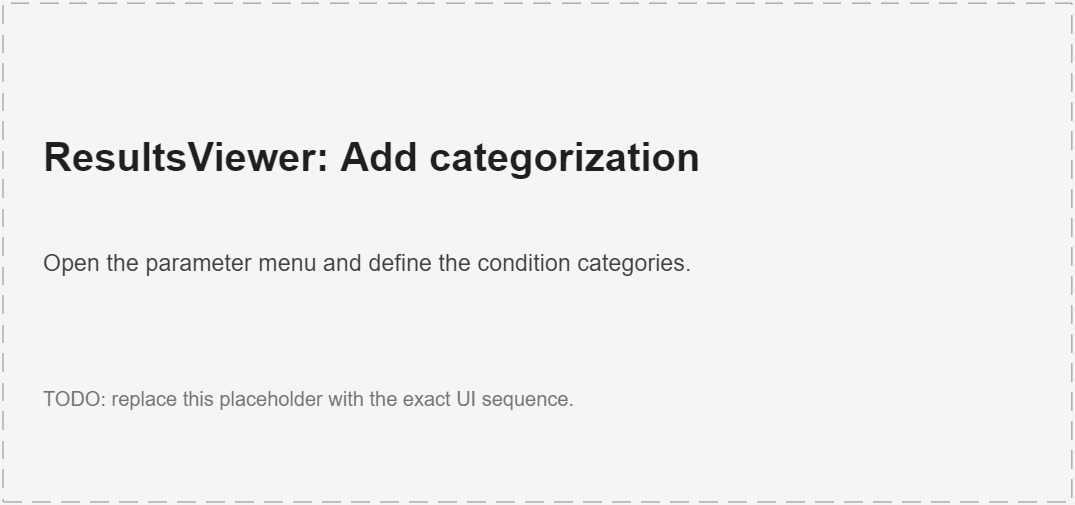 ResultsViewer: Add categorization
Open the parameter menu and define the condition categories.
TODO: replace this placeholder with the exact UI sequence.